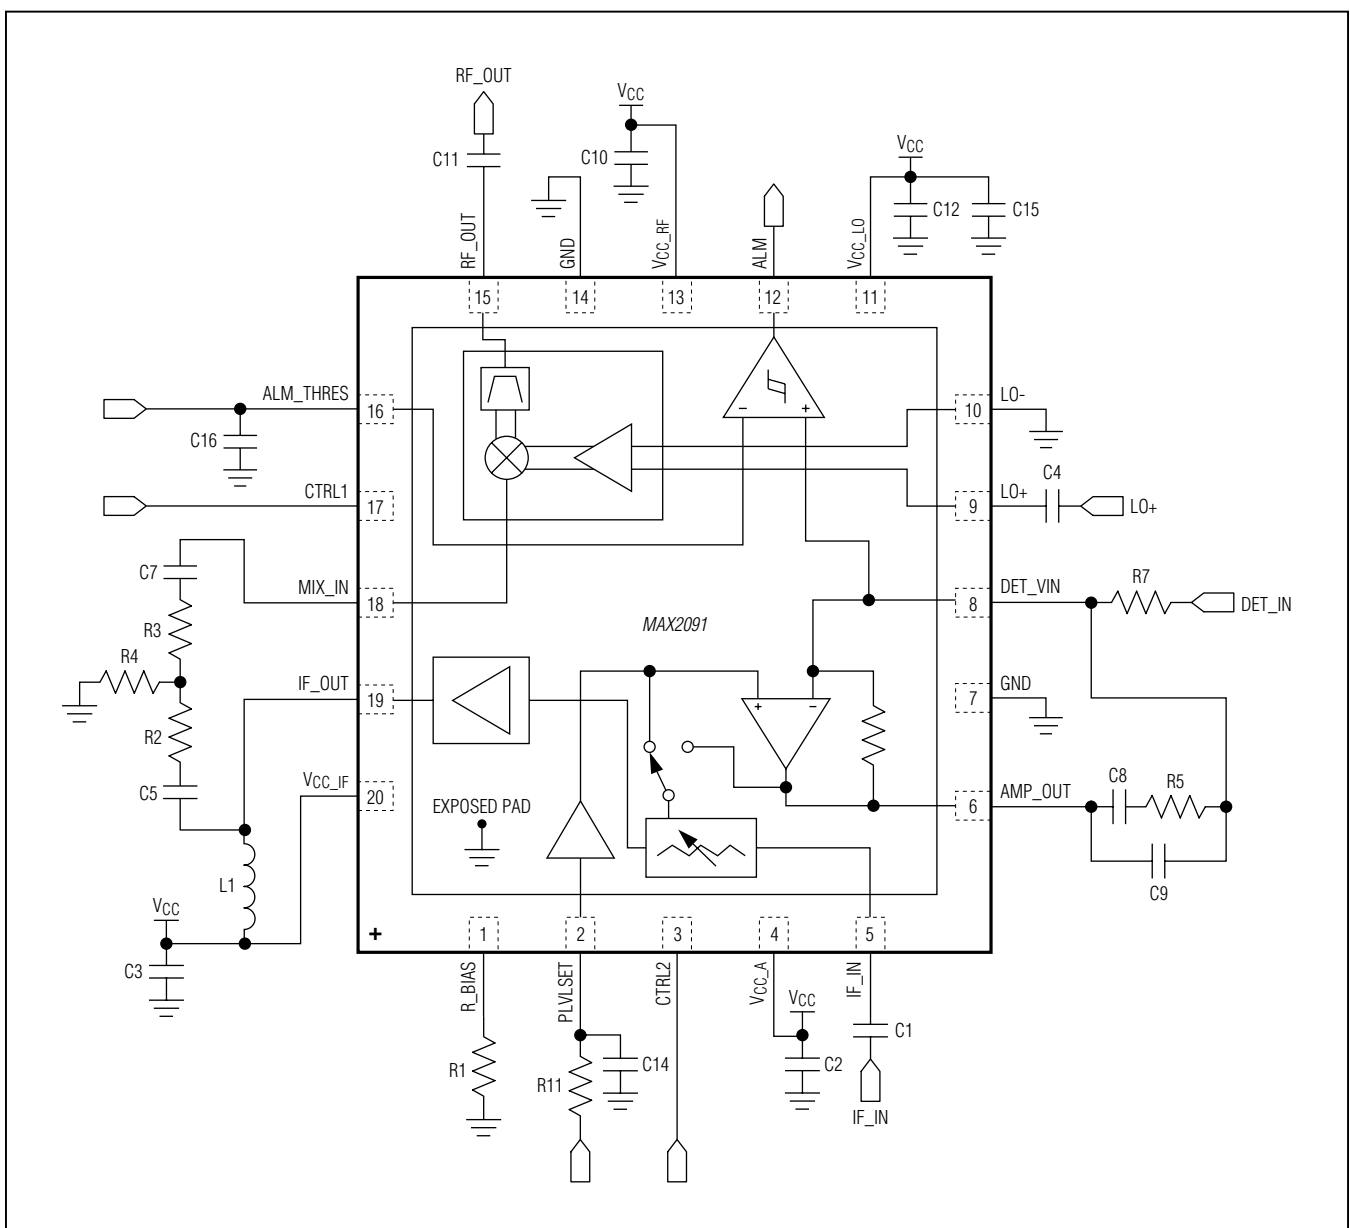 RF_OUT
VCC
C11
C10
VCC
C12
C15
RF_OUT
GND
VCC_RF
ALM
VCC_LO
15
14
13
12
11
ALM_THRES
16
C16
- +
10
LO-
CTRL1
17
C4
9
LO+
LO+
C7
MIX_IN
18
R3
R4
MAX2091
8
DET_VIN
R7
DET_IN
IF_OUT
19
R2
+ -
7
GND
C5
VCC_IF
20
EXPOSED PAD
6
AMP_OUT
C8
R5
C9
L1
VCC
C3
+
1
2
3
4
5
R_BIAS
PLVLSET
CTRL2
VCC_A
IF_IN
VCC
C1
R1
R11
C14
C2
IF_IN